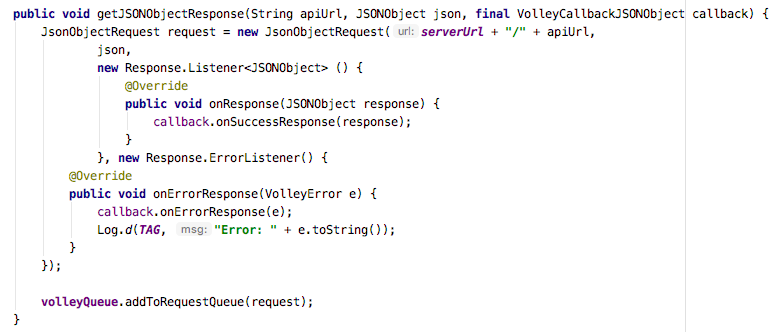 public void getJSONObjectResponse(String apiUrl, JSONObject json, final VolleyCallbackJSONObject callback) {
    JsonObjectRequest request = new JsonObjectRequest( url: serverUrl + "/" + apiUrl,
            json,
            new Response.Listener<JSONObject> () {
                @Override
                public void onResponse(JSONObject response) {
                    callback.onSuccessResponse(response);
                }
            }, new Response.ErrorListener() {
        @Override
        public void onErrorResponse(VolleyError e) {
            callback.onErrorResponse(e);
            Log.d(TAG, msg: "Error: " + e.toString());
        }
    });

    volleyQueue.addToRequestQueue(request);
}